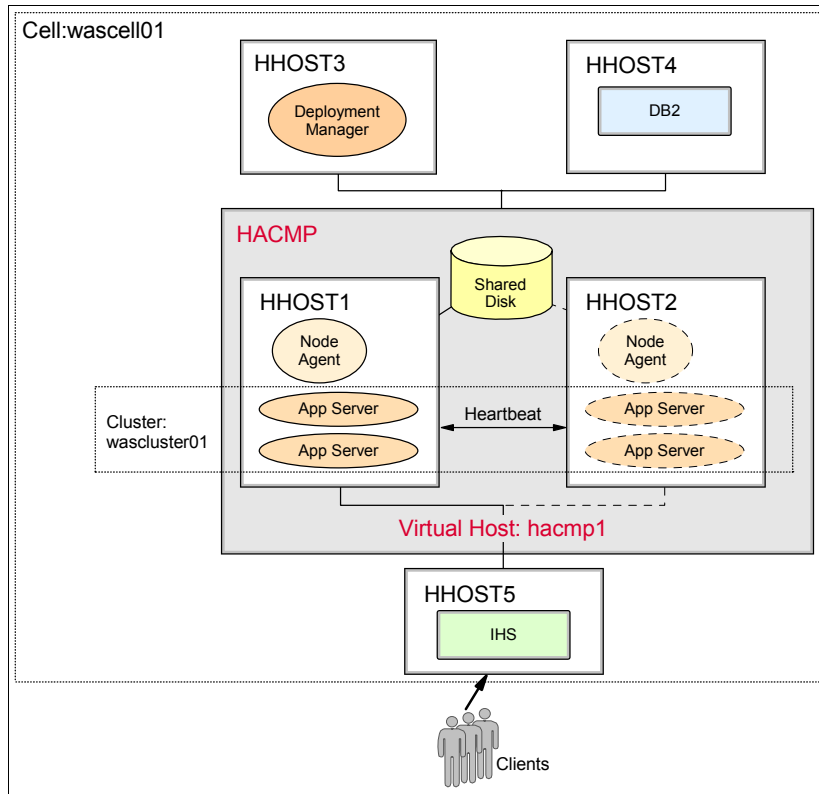 Cell:wascell01
HHOST3
Deployment
Manager
HHOST4
DB2
HACMP
Shared
Disk
HHOST1
Node
Agent
App Server
App Server
Heartbeat
HHOST2
Node
Agent
App Server
App Server
Cluster:
wascluster01
Virtual Host: hacmp1
HHOST5
IHS
Clients